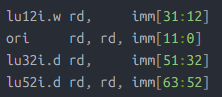 lu12i.w rd,     imm[31:12]
ori     rd, rd, imm[11:0]
lu32i.d rd,     imm[51:32]
lu52i.d rd, rd, imm[63:52]